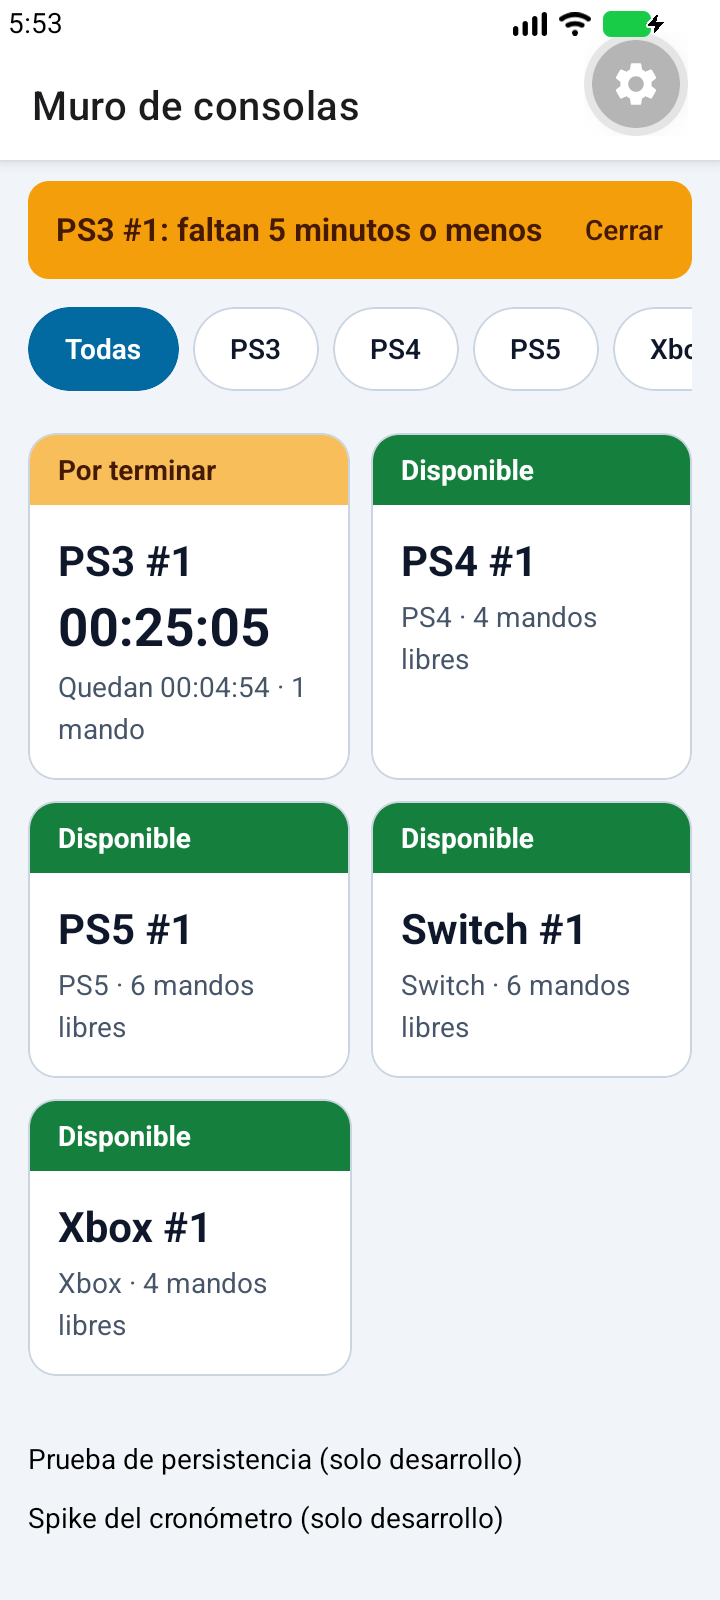 5:53
Muro de consolas
PS3 #1: faltan 5 minutos o menos
Cerrar
Todas
PS3
PS4
PS5
Xbo
Por terminar
PS3 #1
00:25:05
Quedan 00:04:54 · 1
mando
Disponible
PS4 #1
PS4 · 4 mandos
libres
Disponible
PS5 #1
PS5 · 6 mandos
libres
Disponible
Switch #1
Switch · 6 mandos
libres
Disponible
Xbox #1
Xbox · 4 mandos
libres
Prueba de persistencia (solo desarrollo)
Spike del cronómetro (solo desarrollo)